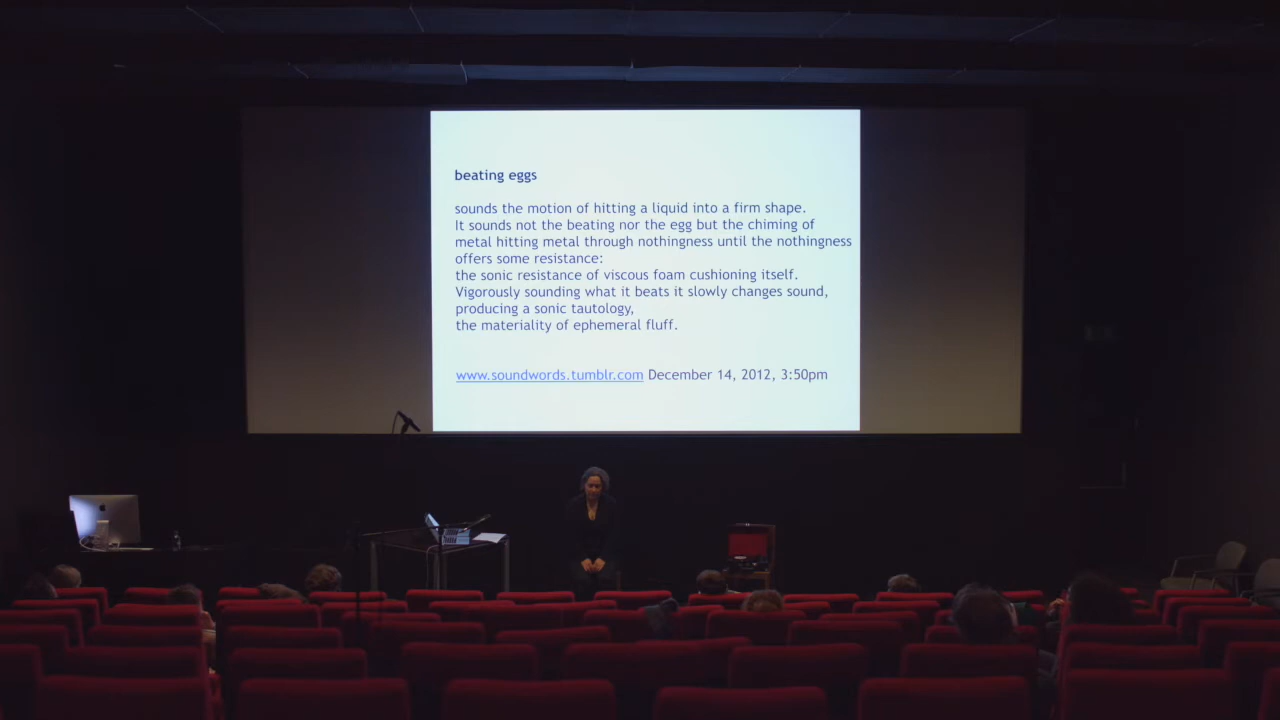 beating eggs
sounds the motion of hitting a liquid into a firm shape.
It sounds not the beating nor the egg but the chiming of
metal hitting metal through nothingness until the nothingness
offers some resistance:
the sonic resistance of viscous foam cushioning itself.
Vigorously sounding what it beats it slowly changes sound,
producing a sonic tautology,
the materiality of ephemeral fluff.
www.soundwords.tumblr.com December 14, 2012, 3:50pm